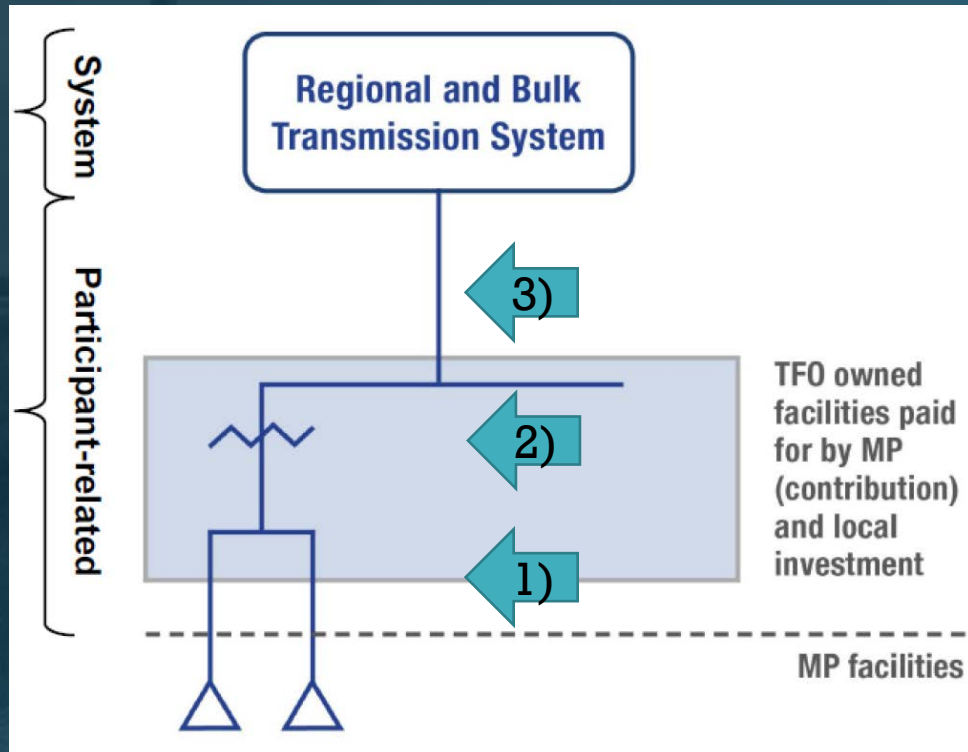 System
Regional and Bulk
Transmission System
Participant-related
3)
2)
1)
TFO owned
facilities paid
for by MP
(contribution)
and local
investment
MP facilities